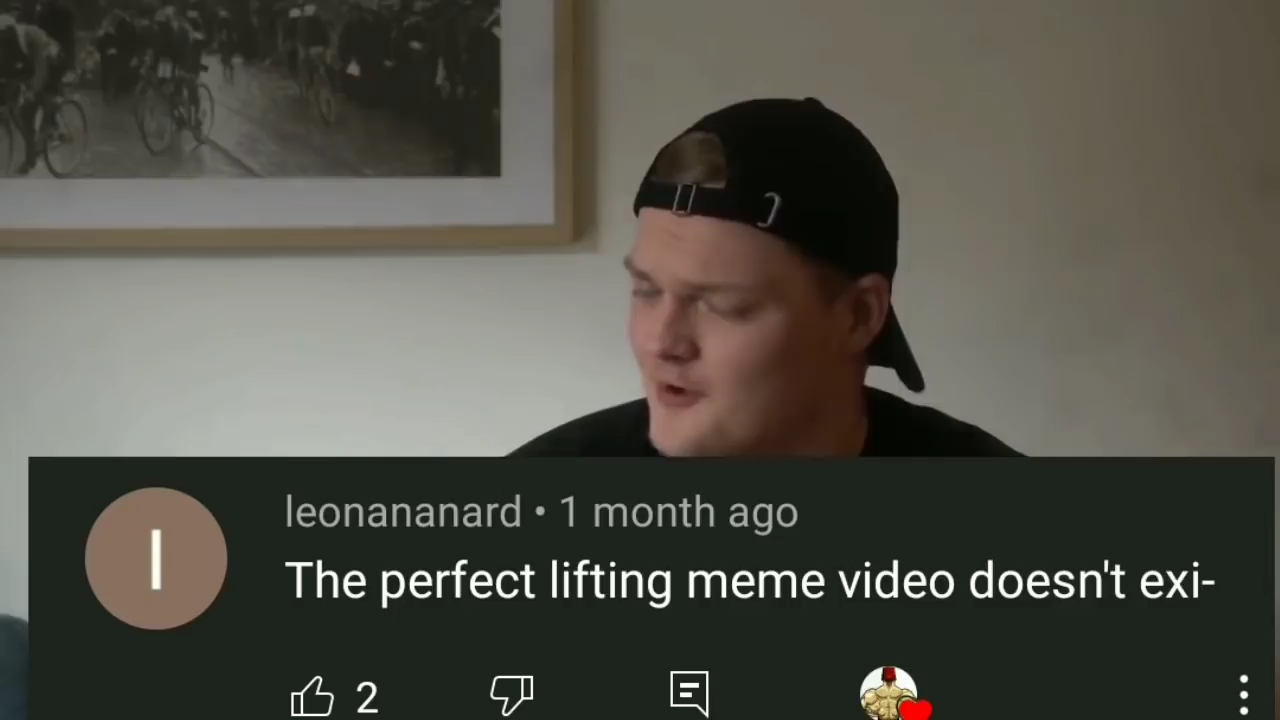 l
leonananard • 1 month ago
The perfect lifting meme video doesn't exi-
2